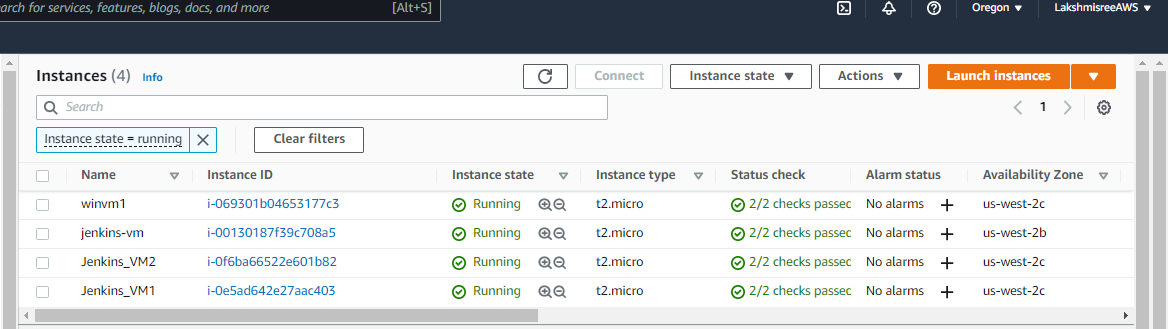 arch for services, features, blogs, docs, and more [Alt+S] Oregon ▼ LakshmisreeAWS ▼
Instances (4) Info Connect Instance state ▼ Actions ▼ Launch instances ▼
Search 1
Instance state = running Clear filters
Name Instance ID Instance state Instance type Status check Alarm status Availability Zone
winvm1 i-069301b04653177c3 Running t2.micro 2/2 checks passed No alarms + us-west-2c
jenkins-vm i-00130187f39c708a5 Running t2.micro 2/2 checks passed No alarms + us-west-2b
Jenkins_VM2 i-0f6ba66522e601b82 Running t2.micro 2/2 checks passed No alarms + us-west-2c
Jenkins_VM1 i-0e5ad642e27aac403 Running t2.micro 2/2 checks passed No alarms + us-west-2c